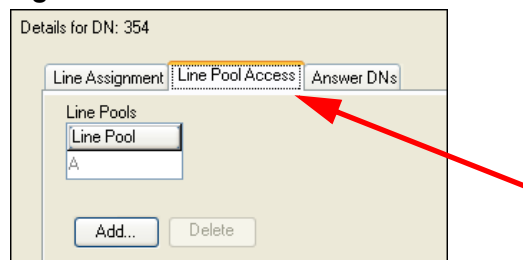 Details for DN: 354
Line Assignment Line Pool Access Answer DNs
Line Pools
Line Pool
A
Add... Delete